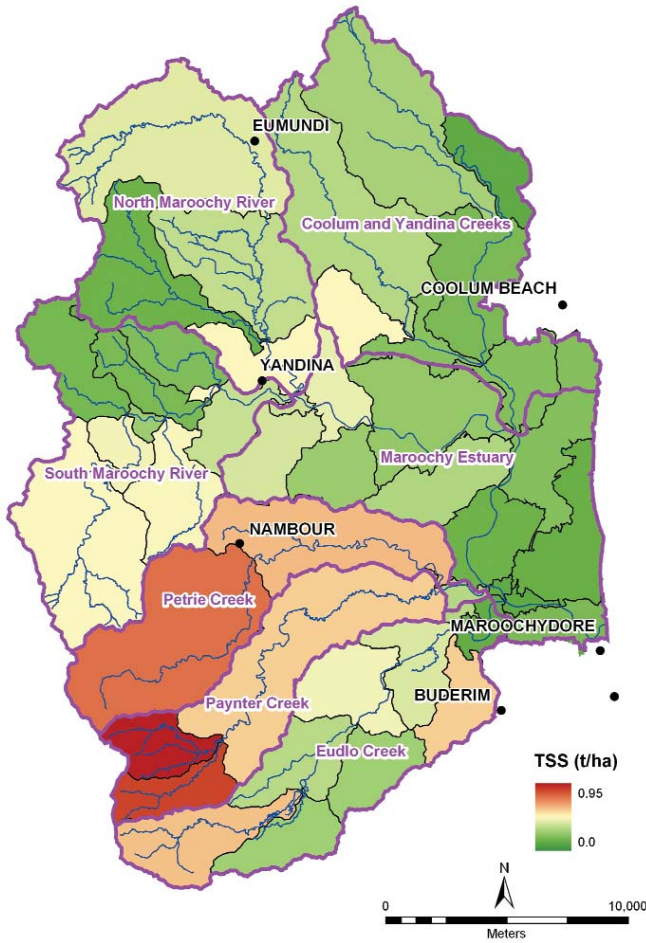 EUMUNDI
North Maroochy River
Coolum and Yandina Creeks
COOLUM BEACH
YANDINA
Maroochy Estuary
South Maroochy River
NAMBOUR
Petrie Creek
MAROOCHYDORE
Paynter Creek
BUDERIM
Eudlo Creek
TSS (t/ha)
0.95
0.0
N
0
10,000
Meters